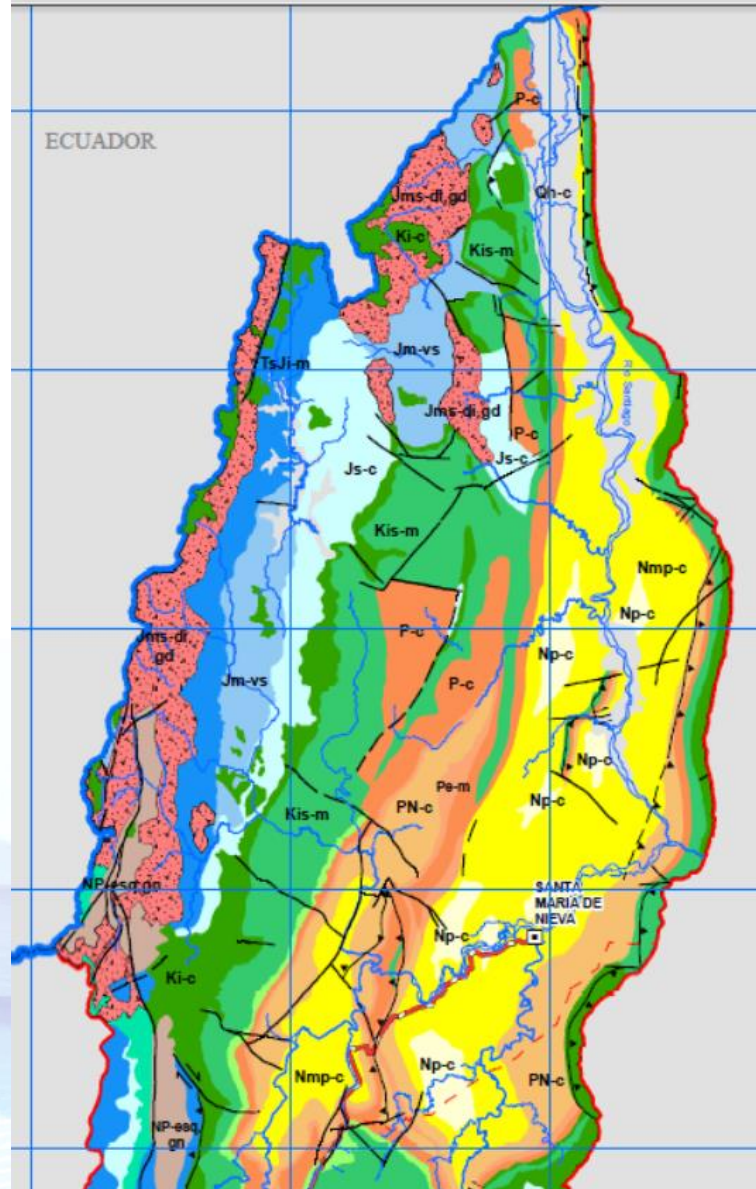 P-c
ECUADOR
Jms-di,gd
Qh-c
Ki-c
Kis-m
Jm-vs
TsJi-m
Río Santiago
Jms-di,gd
P-c
Js-c
Js-c
Kis-m
Nmp-c
Np-c
P-c
Jms-di,
gd
Np-c
P-c
Jm-vs
Np-c
Pe-m
Np-c
PN-c
Kis-m
NP-esq,gn
SANTA
MARIA DE
NIEVA
Np-c
Ki-c
Np-c
Nmp-c
PN-c
NP-esq,
gn